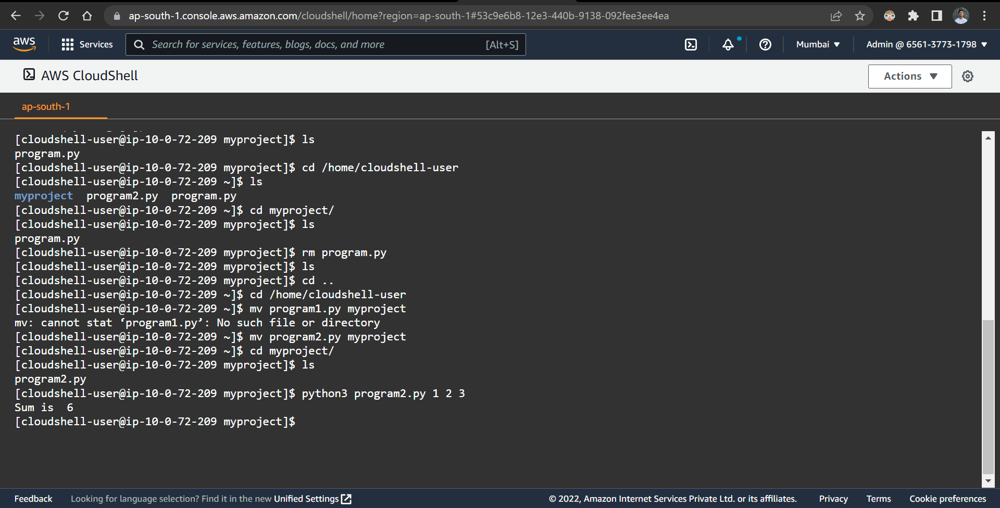 ap-south-1.console.aws.amazon.com/cloudshell/home?region=ap-south-1#53c9e6b8-12e3-440b-9138-092fee3ee4ea
aws Services Search for services, features, blogs, docs, and more [Alt+S] Mumbai ▼ Admin @ 6561-3773-1798 ▼
AWS CloudShell Actions ▼
ap-south-1
[cloudshell-user@ip-10-0-72-209 myproject]$ ls
program.py
[cloudshell-user@ip-10-0-72-209 myproject]$ cd /home/cloudshell-user
[cloudshell-user@ip-10-0-72-209 ~]$ ls
myproject  program2.py  program.py
[cloudshell-user@ip-10-0-72-209 ~]$ cd myproject/
[cloudshell-user@ip-10-0-72-209 myproject]$ ls
program.py
[cloudshell-user@ip-10-0-72-209 myproject]$ rm program.py
[cloudshell-user@ip-10-0-72-209 myproject]$ ls
[cloudshell-user@ip-10-0-72-209 myproject]$ cd ..
[cloudshell-user@ip-10-0-72-209 ~]$ cd /home/cloudshell-user
[cloudshell-user@ip-10-0-72-209 ~]$ mv program1.py myproject
mv: cannot stat ‘program1.py’: No such file or directory
[cloudshell-user@ip-10-0-72-209 ~]$ mv program2.py myproject
[cloudshell-user@ip-10-0-72-209 ~]$ cd myproject/
[cloudshell-user@ip-10-0-72-209 myproject]$ ls
program2.py
[cloudshell-user@ip-10-0-72-209 myproject]$ python3 program2.py 1 2 3
Sum is  6
[cloudshell-user@ip-10-0-72-209 myproject]$
Feedback Looking for language selection? Find it in the new Unified Settings © 2022, Amazon Internet Services Private Ltd. or its affiliates. Privacy Terms Cookie preferences